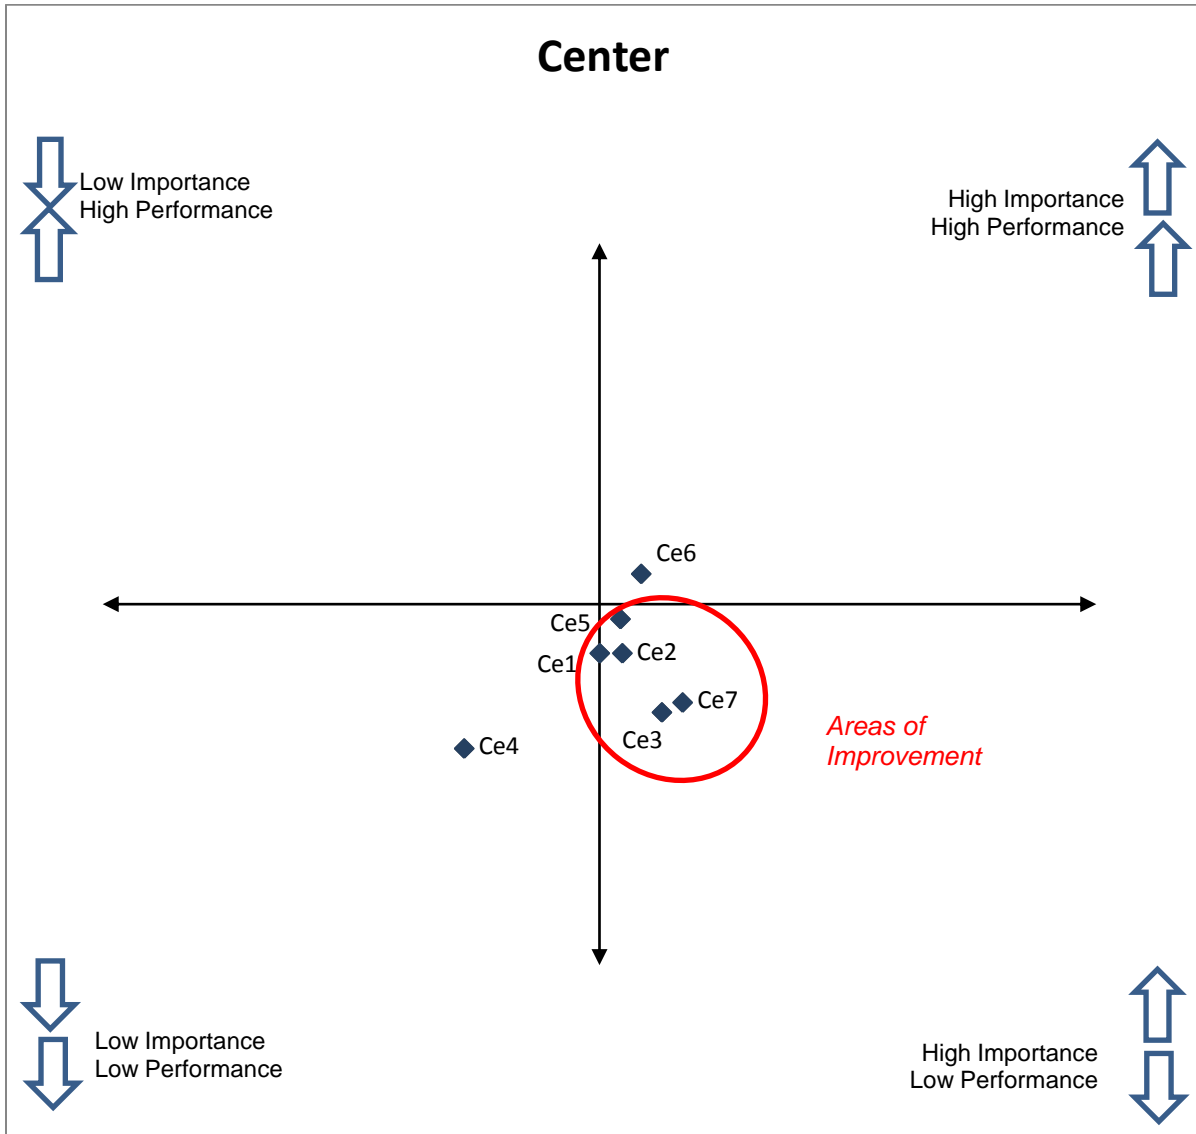 Center
Low Importance
High Performance
High Importance
High Performance
Ce6
Ce5
Ce1
Ce2
Ce7
Ce3
Ce4
Areas of
Improvement
Low Importance
Low Performance
High Importance
Low Performance